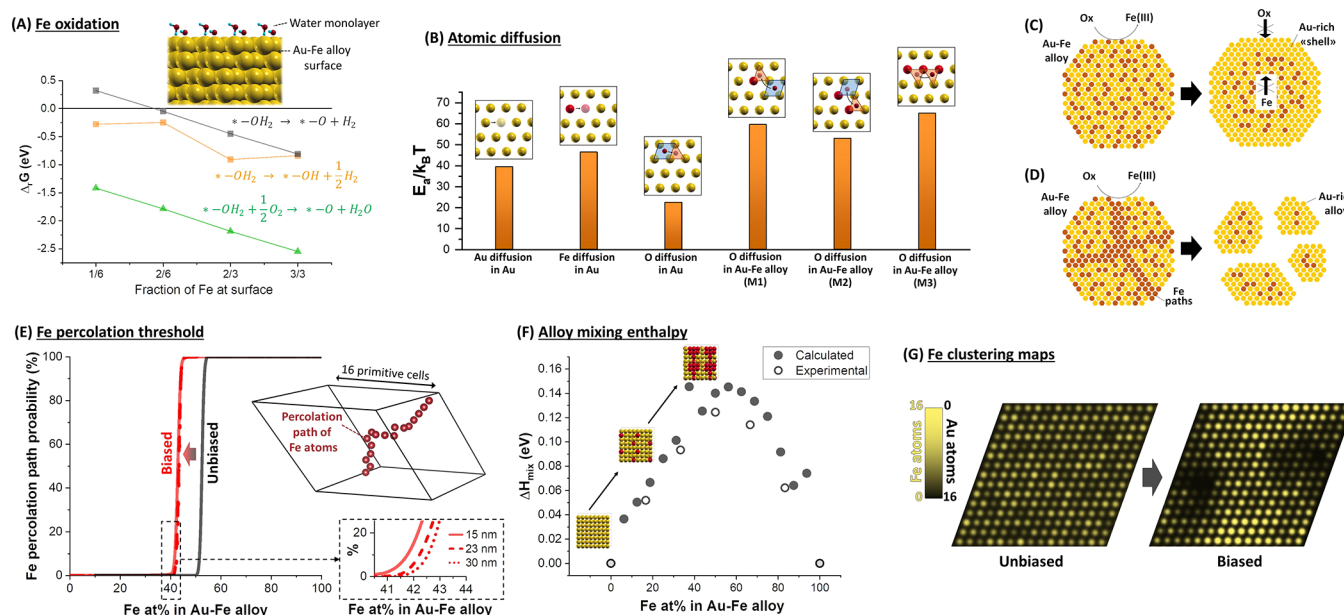 (A) Fe oxidation
Water monolayer
Au-Fe alloy
surface
0.5
0.0
-0.5
-1.0
-1.5
-2.0
-2.5
ΔrG (eV)
*−OH₂ → *−O + H₂
*−OH₂ → *−OH + 1/2 H₂
*−OH₂ + 1/2 O₂ → *−O + H₂O
1/6 2/6 2/3 3/3
Fraction of Fe at surface
(B) Atomic diffusion
75
70
65
60
55
50
45
40
35
30
25
20
15
10
5
0
Ea/kBT
Au diffusion
in Au
Fe diffusion
in Au
O diffusion
in Au
O diffusion
in Au-Fe alloy
(M1)
O diffusion
in Au-Fe alloy
(M2)
O diffusion
in Au-Fe alloy
(M3)
(C)
Ox Fe(III)
Au-Fe
alloy
Ox
Au-rich
«shell»
Fe
(D)
Ox Fe(III)
Au-Fe
alloy
Fe
paths
Au-ric
alloy
(E) Fe percolation threshold
100
80
60
40
20
0
Fe percolation path proability (%)
Biased
Unbiased
16 primitive cells
Percolation
path of
Fe atoms
20
10
0
%
15 nm
23 nm
30 nm
41 42 43 44
Fe at% in Au-Fe alloy
0 20 40 60 80 100
Fe at% in Au-Fe alloy
(F) Alloy mixing enthalpy
0.16
0.14
0.12
0.10
0.08
0.06
0.04
0.02
0.00
ΔHmix (eV)
Calculated
Experimental
0 20 40 60 80 100
Fe at% in Au-Fe alloy
(G) Fe clustering maps
16 0
Fe atoms
Au atoms
0 16
Unbiased
Biased